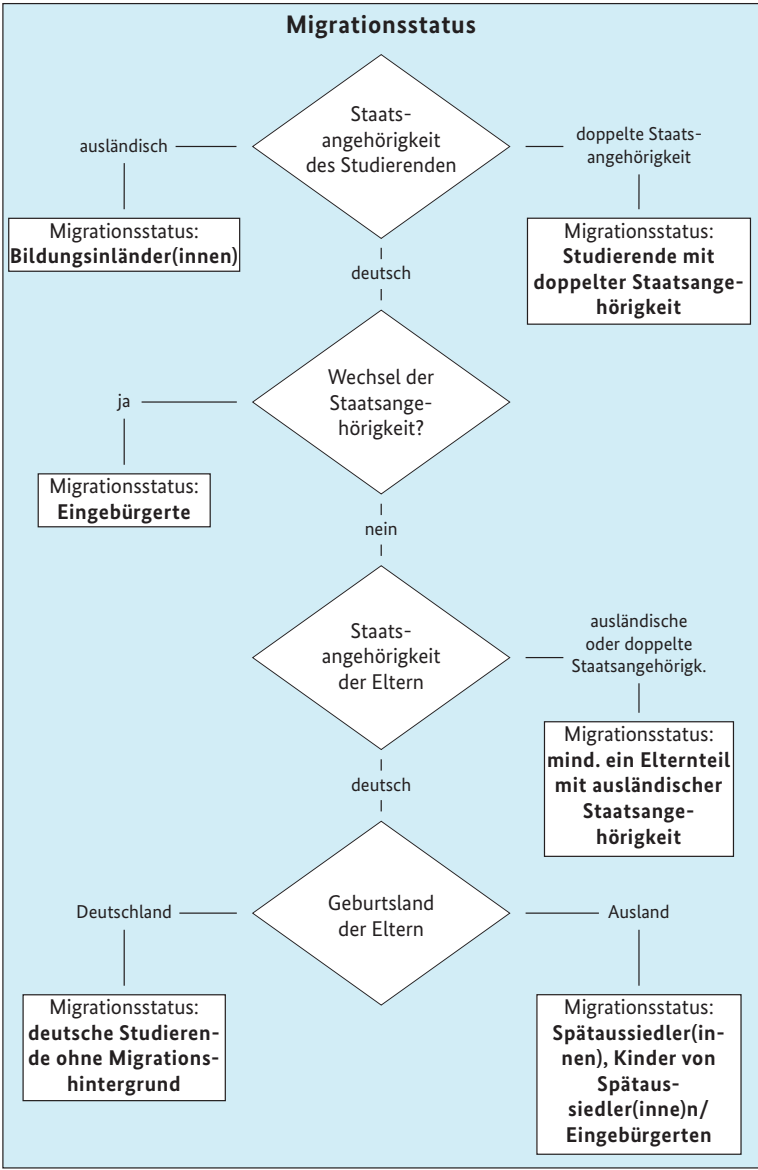 Migrationsstatus
Staats-
angehörigkeit
des Studierenden
ausländisch
doppelte Staats-
angehörigkeit
Migrationsstatus:
Bildungsinländer(innen)
Migrationsstatus:
Studierende mit
doppelter Staatsange-
hörigkeit
deutsch
Wechsel der
Staatsange-
hörigkeit?
ja
Migrationsstatus:
Eingebürgerte
nein
Staats-
angehörigkeit
der Eltern
ausländische
oder doppelte
Staatsangehörigk.
Migrationsstatus:
mind. ein Elternteil
mit ausländischer
Staatsange-
hörigkeit
deutsch
Geburtsland
der Eltern
Deutschland
Ausland
Migrationsstatus:
deutsche Studieren-
de ohne Migrations-
hintergrund
Migrationsstatus:
Spätaussiedler(in-
nen), Kinder von
Spätaus-
siedler(inne)n/
Eingebürgerten